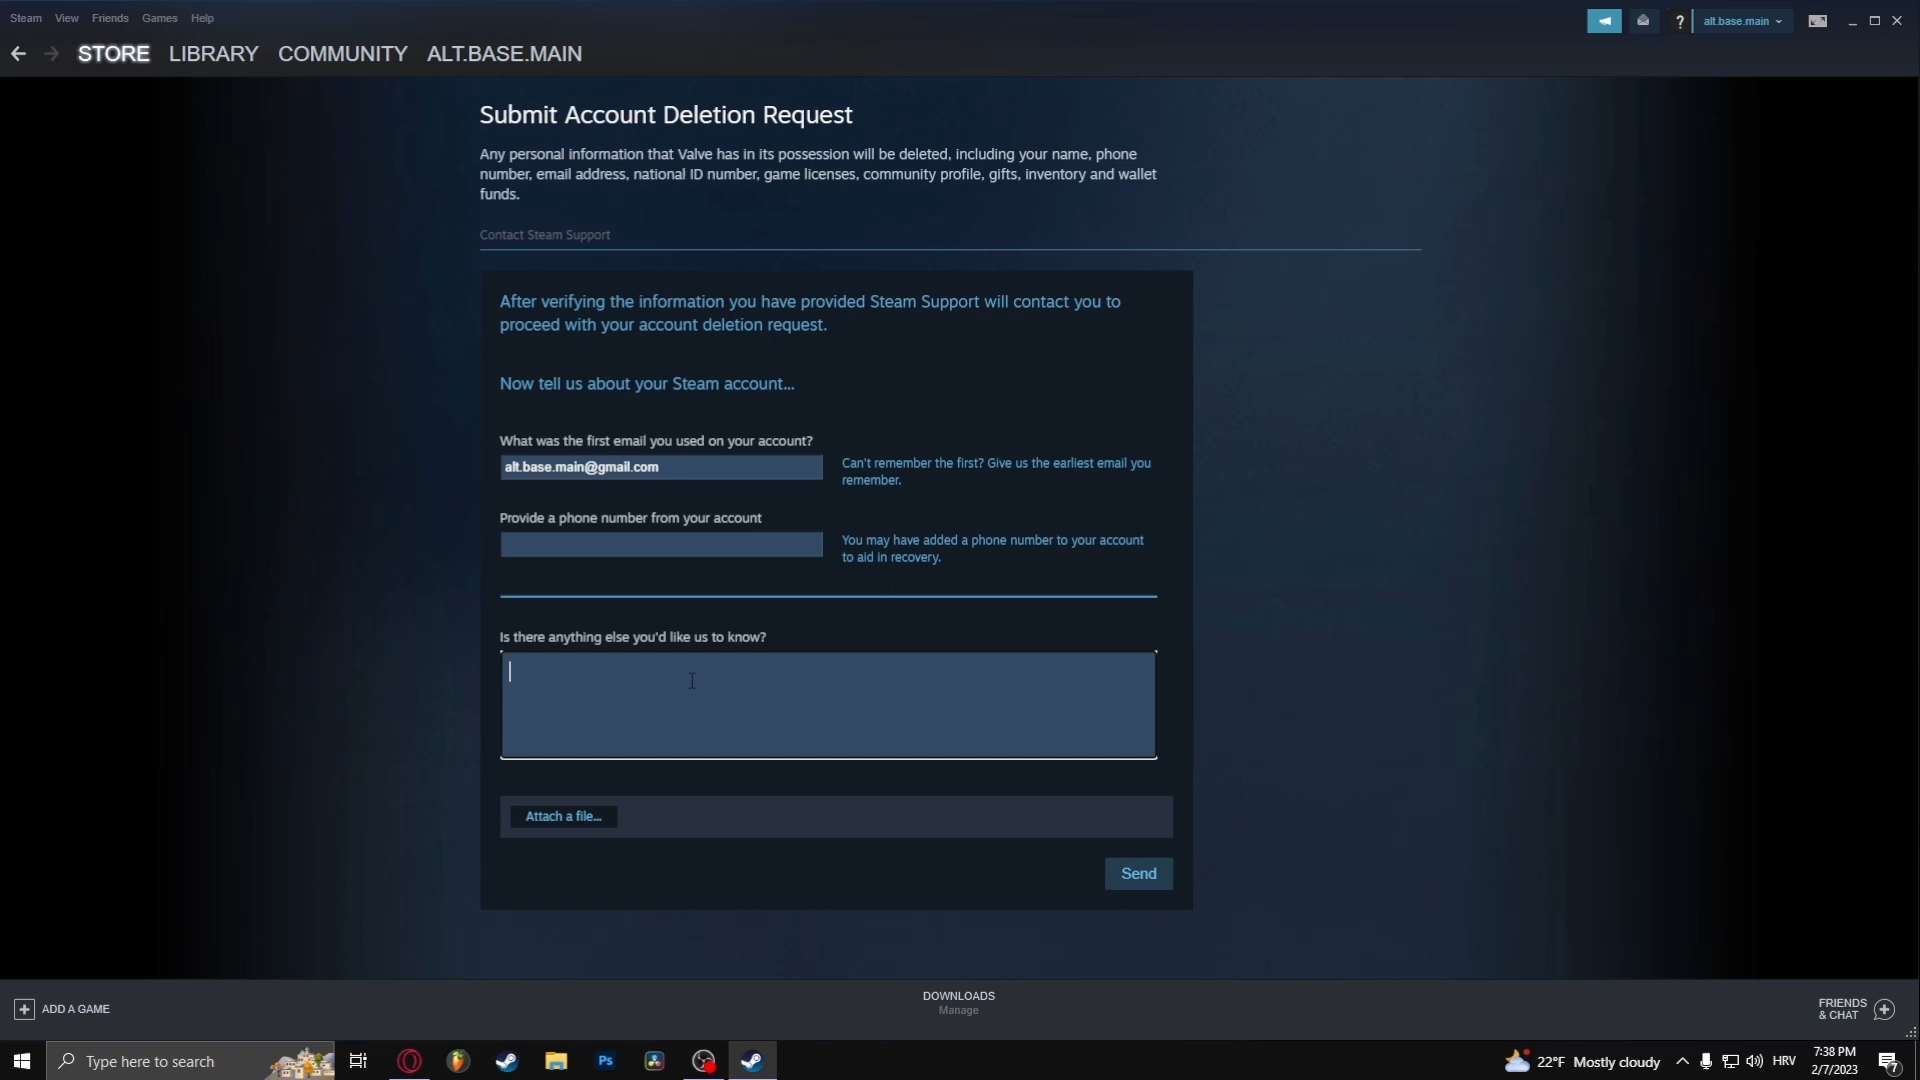 Steam View Friends Games Help
? alt.base.main
STORE LIBRARY COMMUNITY ALT.BASE.MAIN
Submit Account Deletion Request
Any personal information that Valve has in its possession will be deleted, including your name, phone
number, email address, national ID number, game licenses, community profile, gifts, inventory and wallet
funds.
Contact Steam Support
After verifying the information you have provided Steam Support will contact you to
proceed with your account deletion request.
Now tell us about your Steam account...
What was the first email you used on your account?
alt.base.main@gmail.com
Can't remember the first? Give us the earliest email you
remember.
Provide a phone number from your account
You may have added a phone number to your account
to aid in recovery.
Is there anything else you'd like us to know?
Attach a file...
Send
ADD A GAME
DOWNLOADS
Manage
FRIENDS
& CHAT
Type here to search
Ps
22°F Mostly cloudy
HRV
7:38 PM
2/7/2023
7